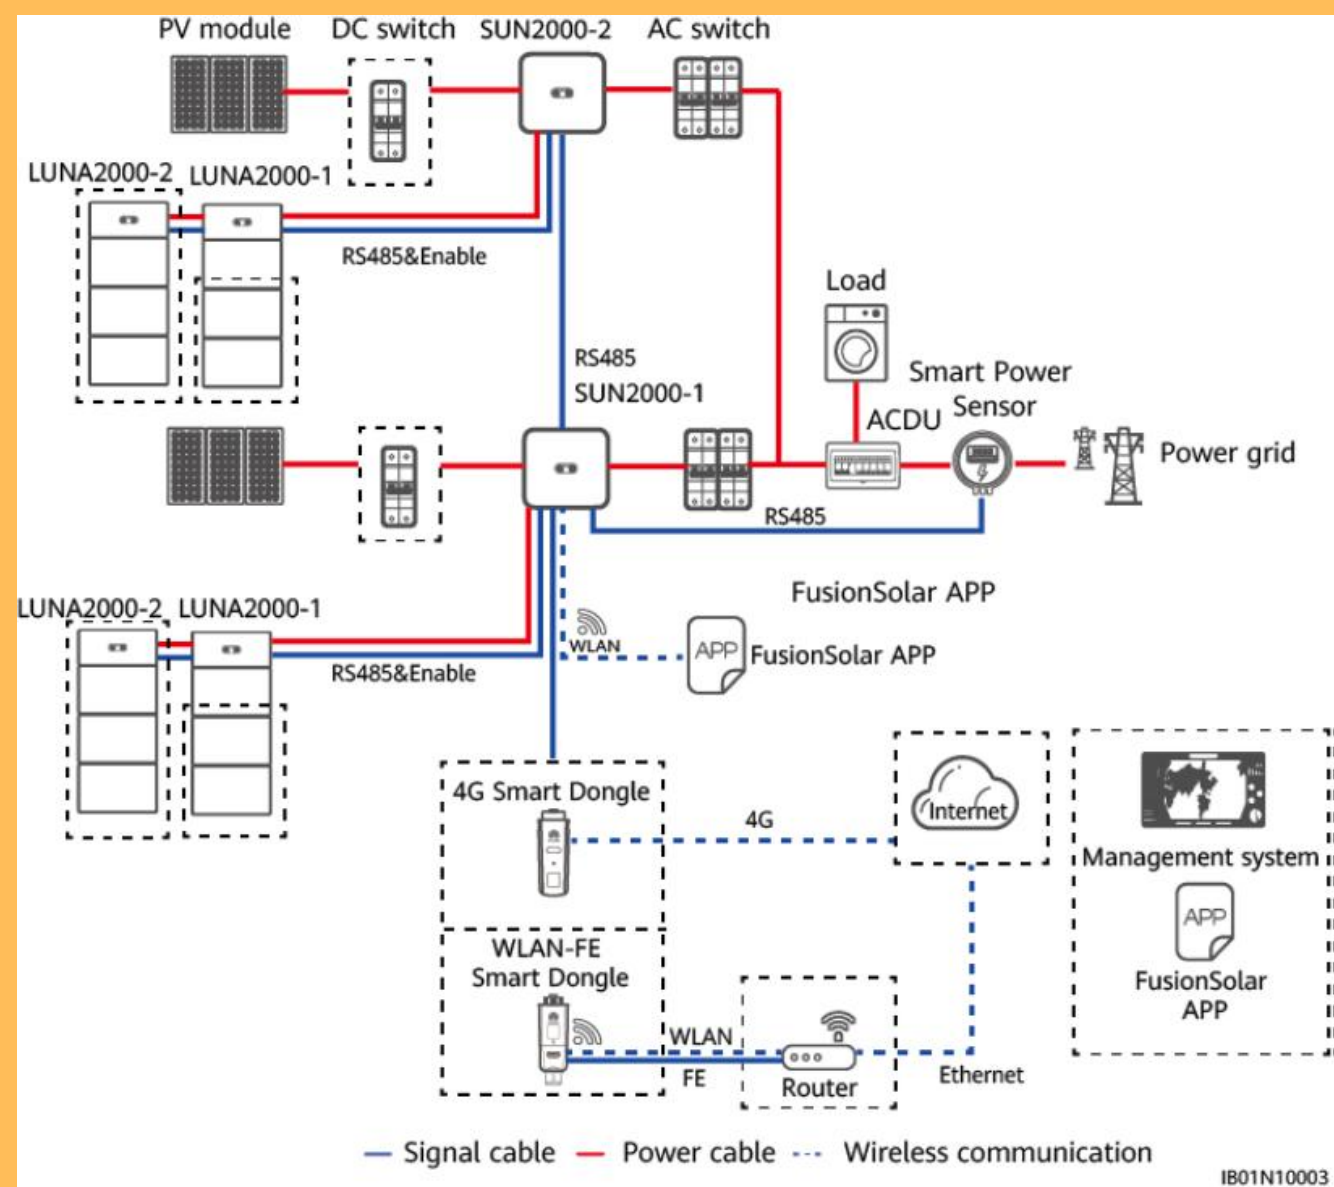 PV module
DC switch
SUN2000-2
AC switch
LUNA2000-2
LUNA2000-1
RS485&Enable
Load
RS485
SUN2000-1
Smart Power
Sensor
ACDU
Power grid
RS485
FusionSolar APP
LUNA2000-2
LUNA2000-1
WLAN
APP
FusionSolar APP
RS485&Enable
4G Smart Dongle
4G
Internet
Management system
APP
FusionSolar
APP
WLAN-FE
Smart Dongle
WLAN
FE
Router
Ethernet
Signal cable
Power cable
Wireless communication
IB01N10003